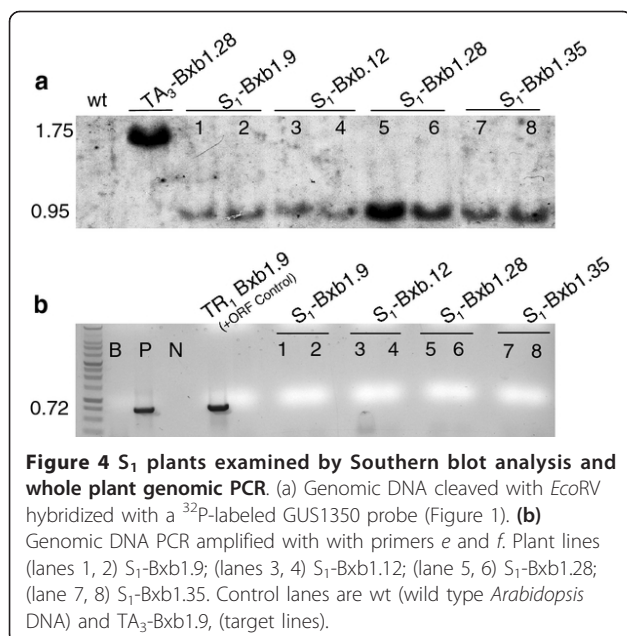 a
wt
TA3-Bxb1.28
S1-Bxb1.9
S1-Bxb.12
S1-Bxb1.28
S1-Bxb1.35
1 2 3 4 5 6 7 8
1.75
0.95
b
TR1 Bxb1.9
(+ORF Control)
S1-Bxb1.9
S1-Bxb.12
S1-Bxb1.28
S1-Bxb1.35
B P N 1 2 3 4 5 6 7 8
0.72
Figure 4 S1 plants examined by Southern blot analysis and
whole plant genomic PCR. (a) Genomic DNA cleaved with EcoRV
hybridized with a 32P-labeled GUS1350 probe (Figure 1). (b)
Genomic DNA PCR amplified with with primers e and f. Plant lines
(lanes 1, 2) S1-Bxb1.9; (lanes 3, 4) S1-Bxb1.12; (lane 5, 6) S1-Bxb1.28;
(lane 7, 8) S1-Bxb1.35. Control lanes are wt (wild type Arabidopsis
DNA) and TA3-Bxb1.9, (target lines).